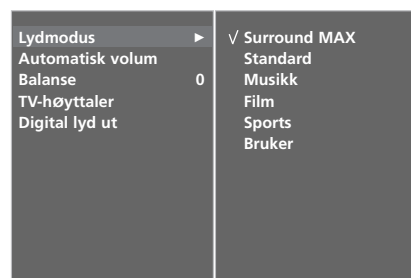 Lydmodus ►
Automatisk volum
Balanse 0
TV-høyttaler
Digital lyd ut
√ Surround MAX
Standard
Musikk
Film
Sports
Bruker